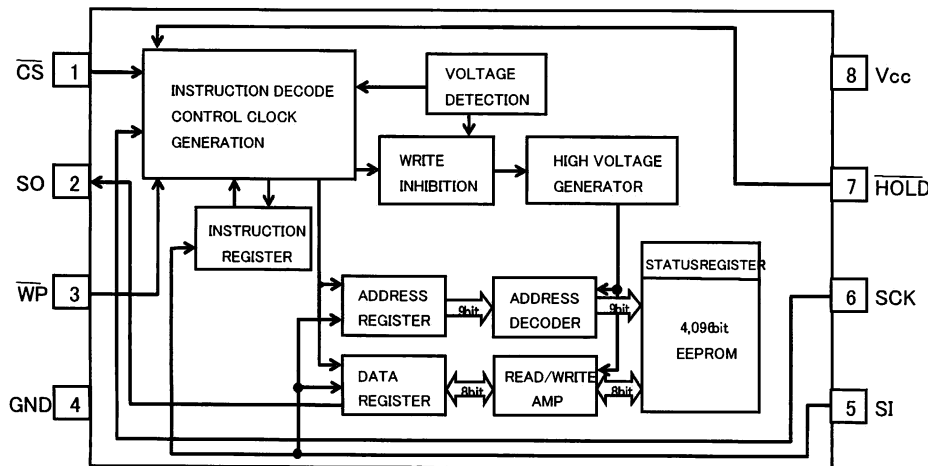 CS
1
SO
2
WP
3
GND
4
INSTRUCTION DECODE
CONTROL CLOCK
GENERATION
VOLTAGE
DETECTION
WRITE
INHIBITION
HIGH VOLTAGE
GENERATOR
INSTRUCTION
REGISTER
ADDRESS
REGISTER
9bit
ADDRESS
DECODER
9bit
STATUSREGISTER
4,096bit
EEPROM
DATA
REGISTER
8bit
READ/WRITE
AMP
8bit
8
Vcc
7
HOLD
6
SCK
5
SI